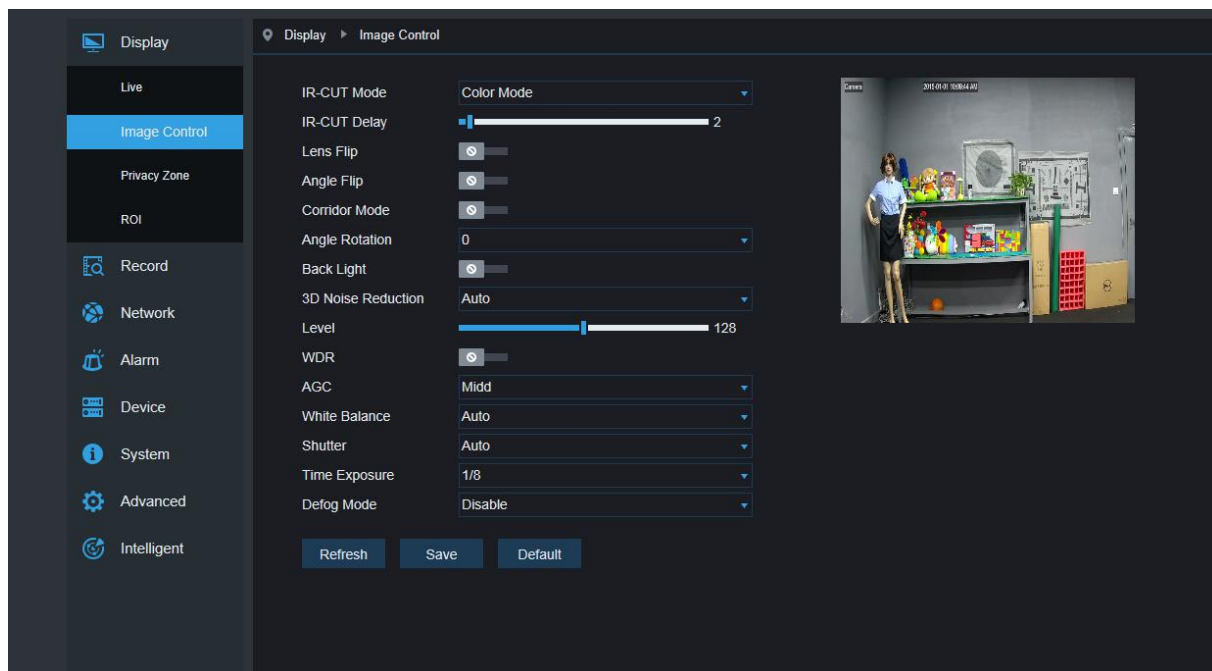 Display
Live
Image Control
Privacy Zone
ROI
Record
Network
Alarm
Device
System
Advanced
Intelligent
Display Image Control
IR-CUT Mode Color Mode
IR-CUT Delay 2
Lens Flip
Angle Flip
Corridor Mode
Angle Rotation 0
Back Light
3D Noise Reduction Auto
Level 128
WDR
AGC Midd
White Balance Auto
Shutter Auto
Time Exposure 1/8
Defog Mode Disable
Refresh Save Default
Camera